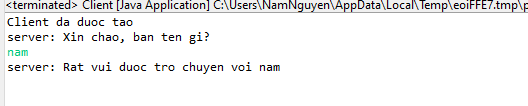 <terminated> Client [Java Application] C:\Users\NamNguyen\AppData\Local\Temp\eoiFFE7.tmp\p
Client da duoc tao
server: Xin chao, ban ten gi?
nam
server: Rat vui duoc tro chuyen voi nam